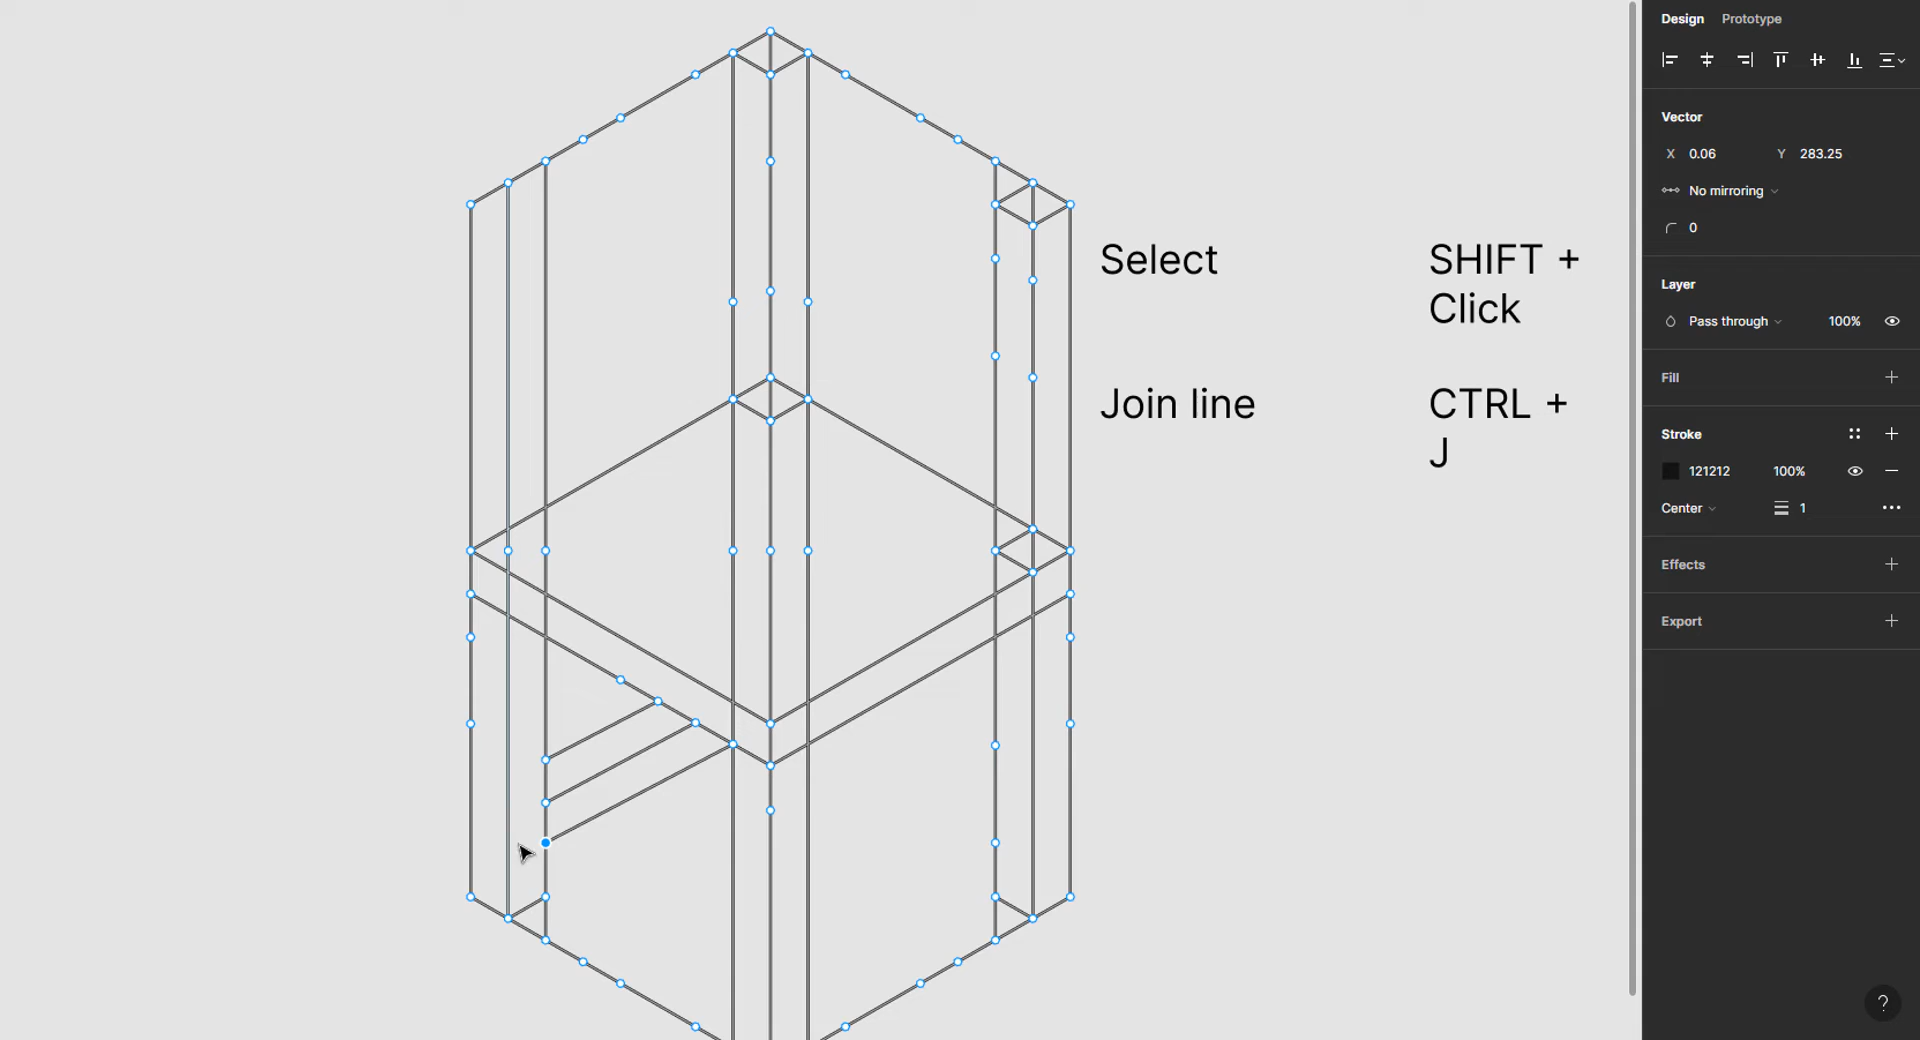 Design Prototype
Vector
X 0.06 Y 283.25
No mirroring
0
Select
SHIFT +
Click
Layer
Pass through 100%
Fill
Join line
CTRL +
J
Stroke
121212 100%
Center 1
Effects
Export
?